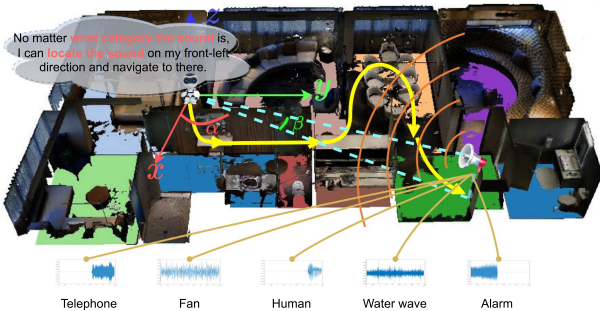 No matter what category the sound is,
I can locate the sound on my front-left
direction and navigate to there.
z
y
x
α
β
Telephone
Fan
Human
Water wave
Alarm